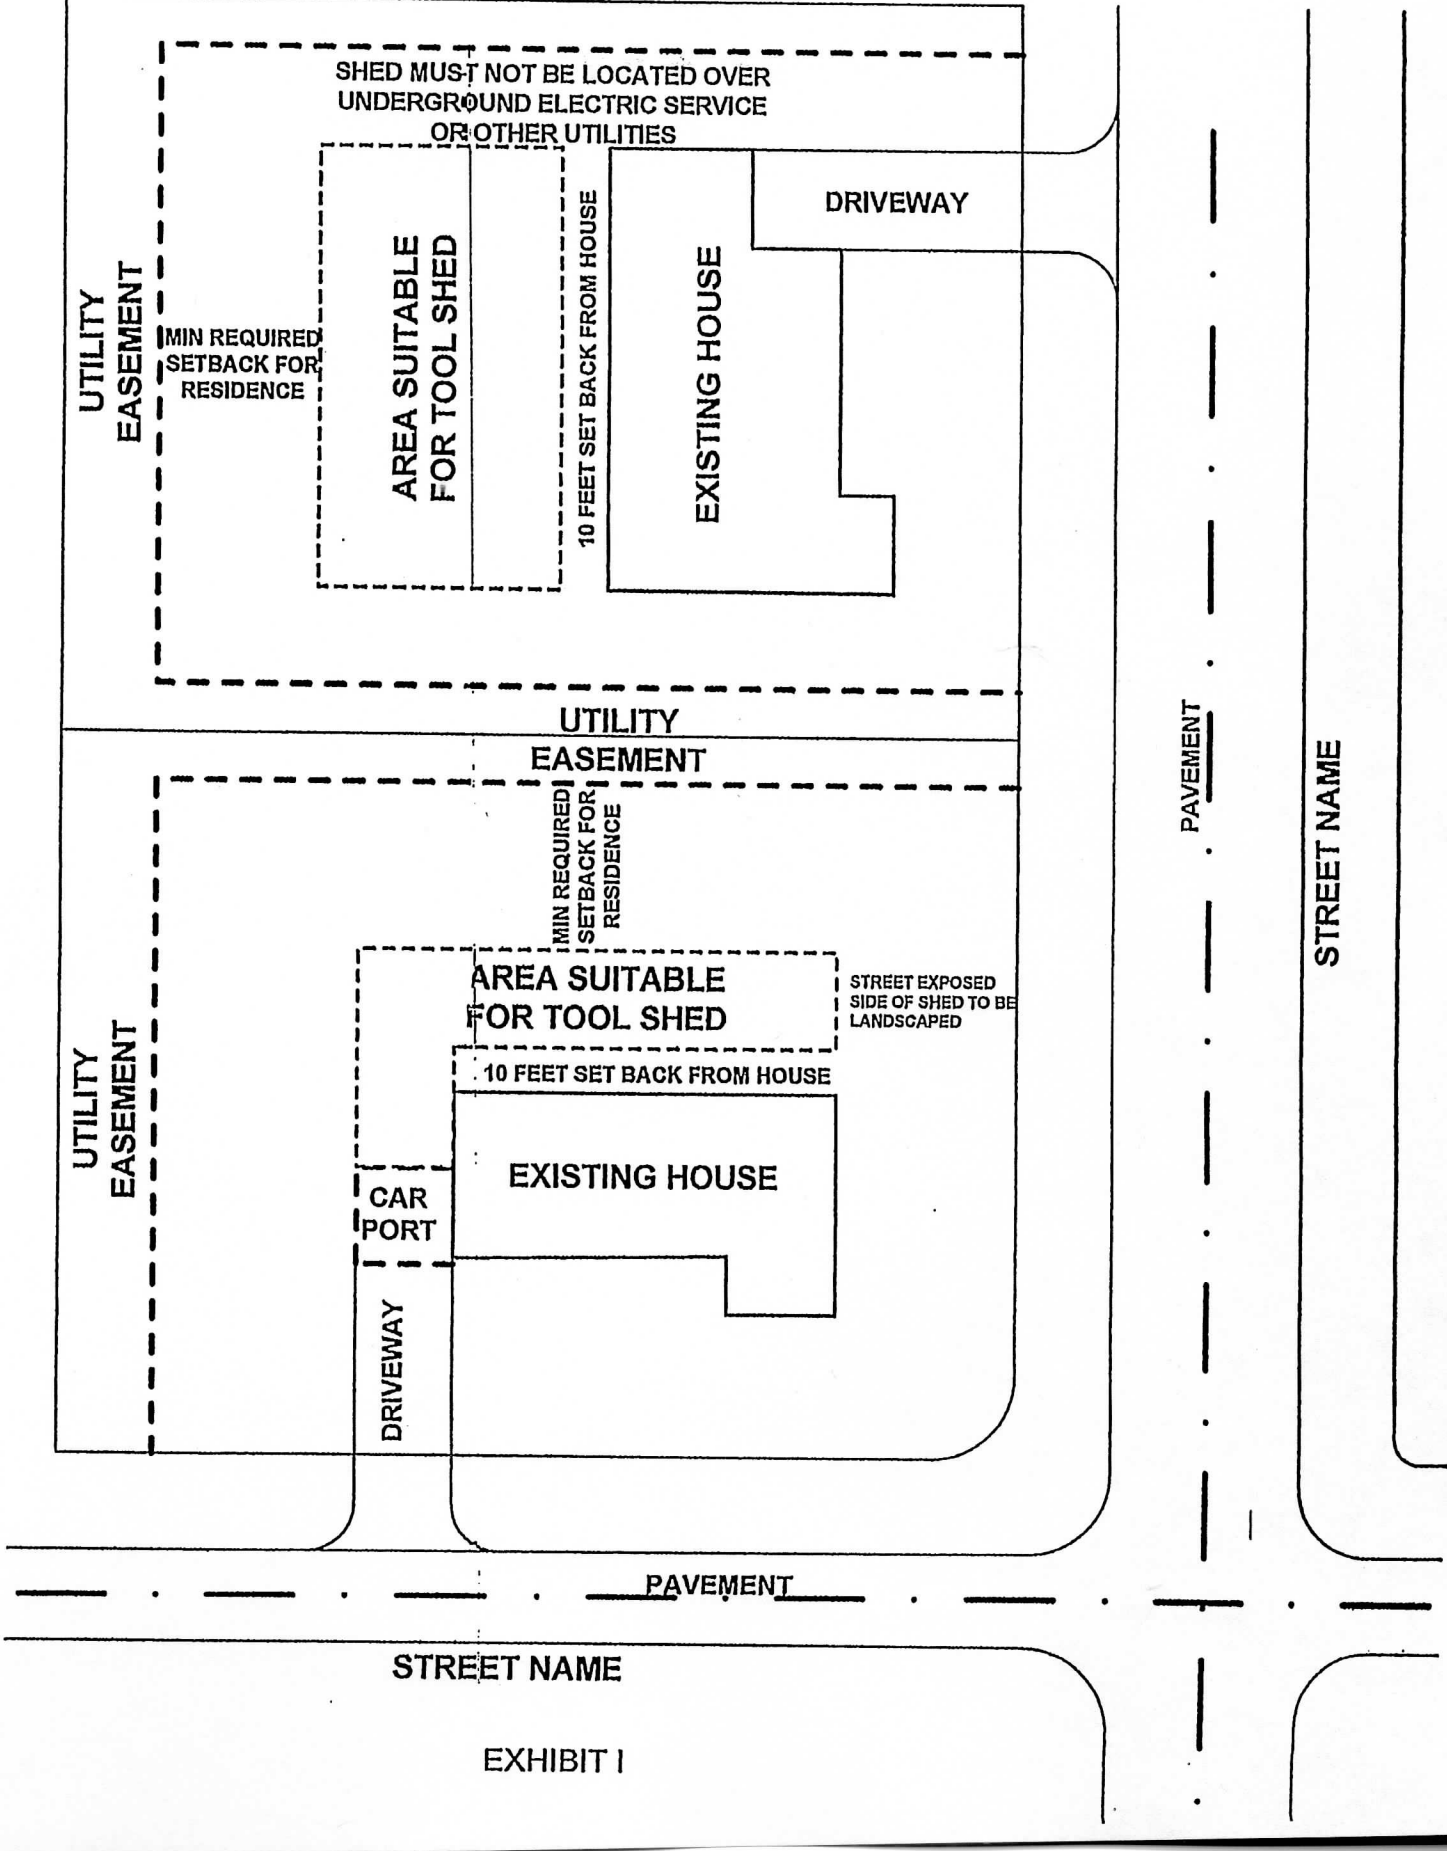 SHED MUST NOT BE LOCATED OVER
UNDERGROUND ELECTRIC SERVICE
OR OTHER UTILITIES
DRIVEWAY
UTILITY
EASEMENT
MIN REQUIRED
SETBACK FOR
RESIDENCE
AREA SUITABLE
FOR TOOL SHED
10 FEET SET BACK FROM HOUSE
EXISTING HOUSE
UTILITY
EASEMENT
PAVEMENT
STREET NAME
MIN REQUIRED
SETBACK FOR
RESIDENCE
AREA SUITABLE
FOR TOOL SHED
STREET EXPOSED
SIDE OF SHED TO BE
LANDSCAPED
10 FEET SET BACK FROM HOUSE
UTILITY
EASEMENT
EXISTING HOUSE
CAR
PORT
DRIVEWAY
PAVEMENT
STREET NAME
EXHIBIT I